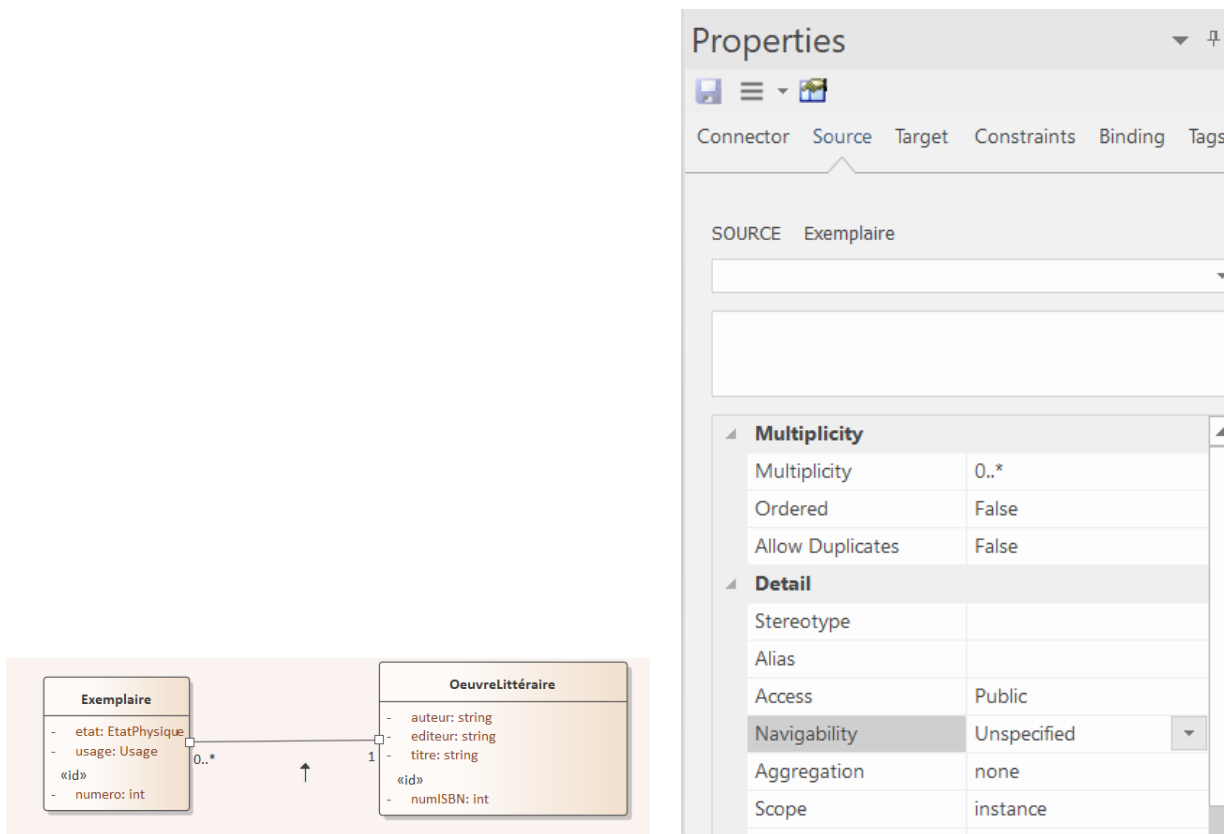 Properties
Connector Source Target Constraints Binding Tags
SOURCE Exemplaire
Multiplicity
Multiplicity 0..*
Ordered False
Allow Duplicates False
Detail
Stereotype
Alias
Access Public
Navigability Unspecified
Aggregation none
Scope instance
Exemplaire
- etat: EtatPhysique
- usage: Usage
«id»
- numero: int
0..*
1
OeuvreLittéraire
- auteur: string
- editeur: string
- titre: string
«id»
- numISBN: int